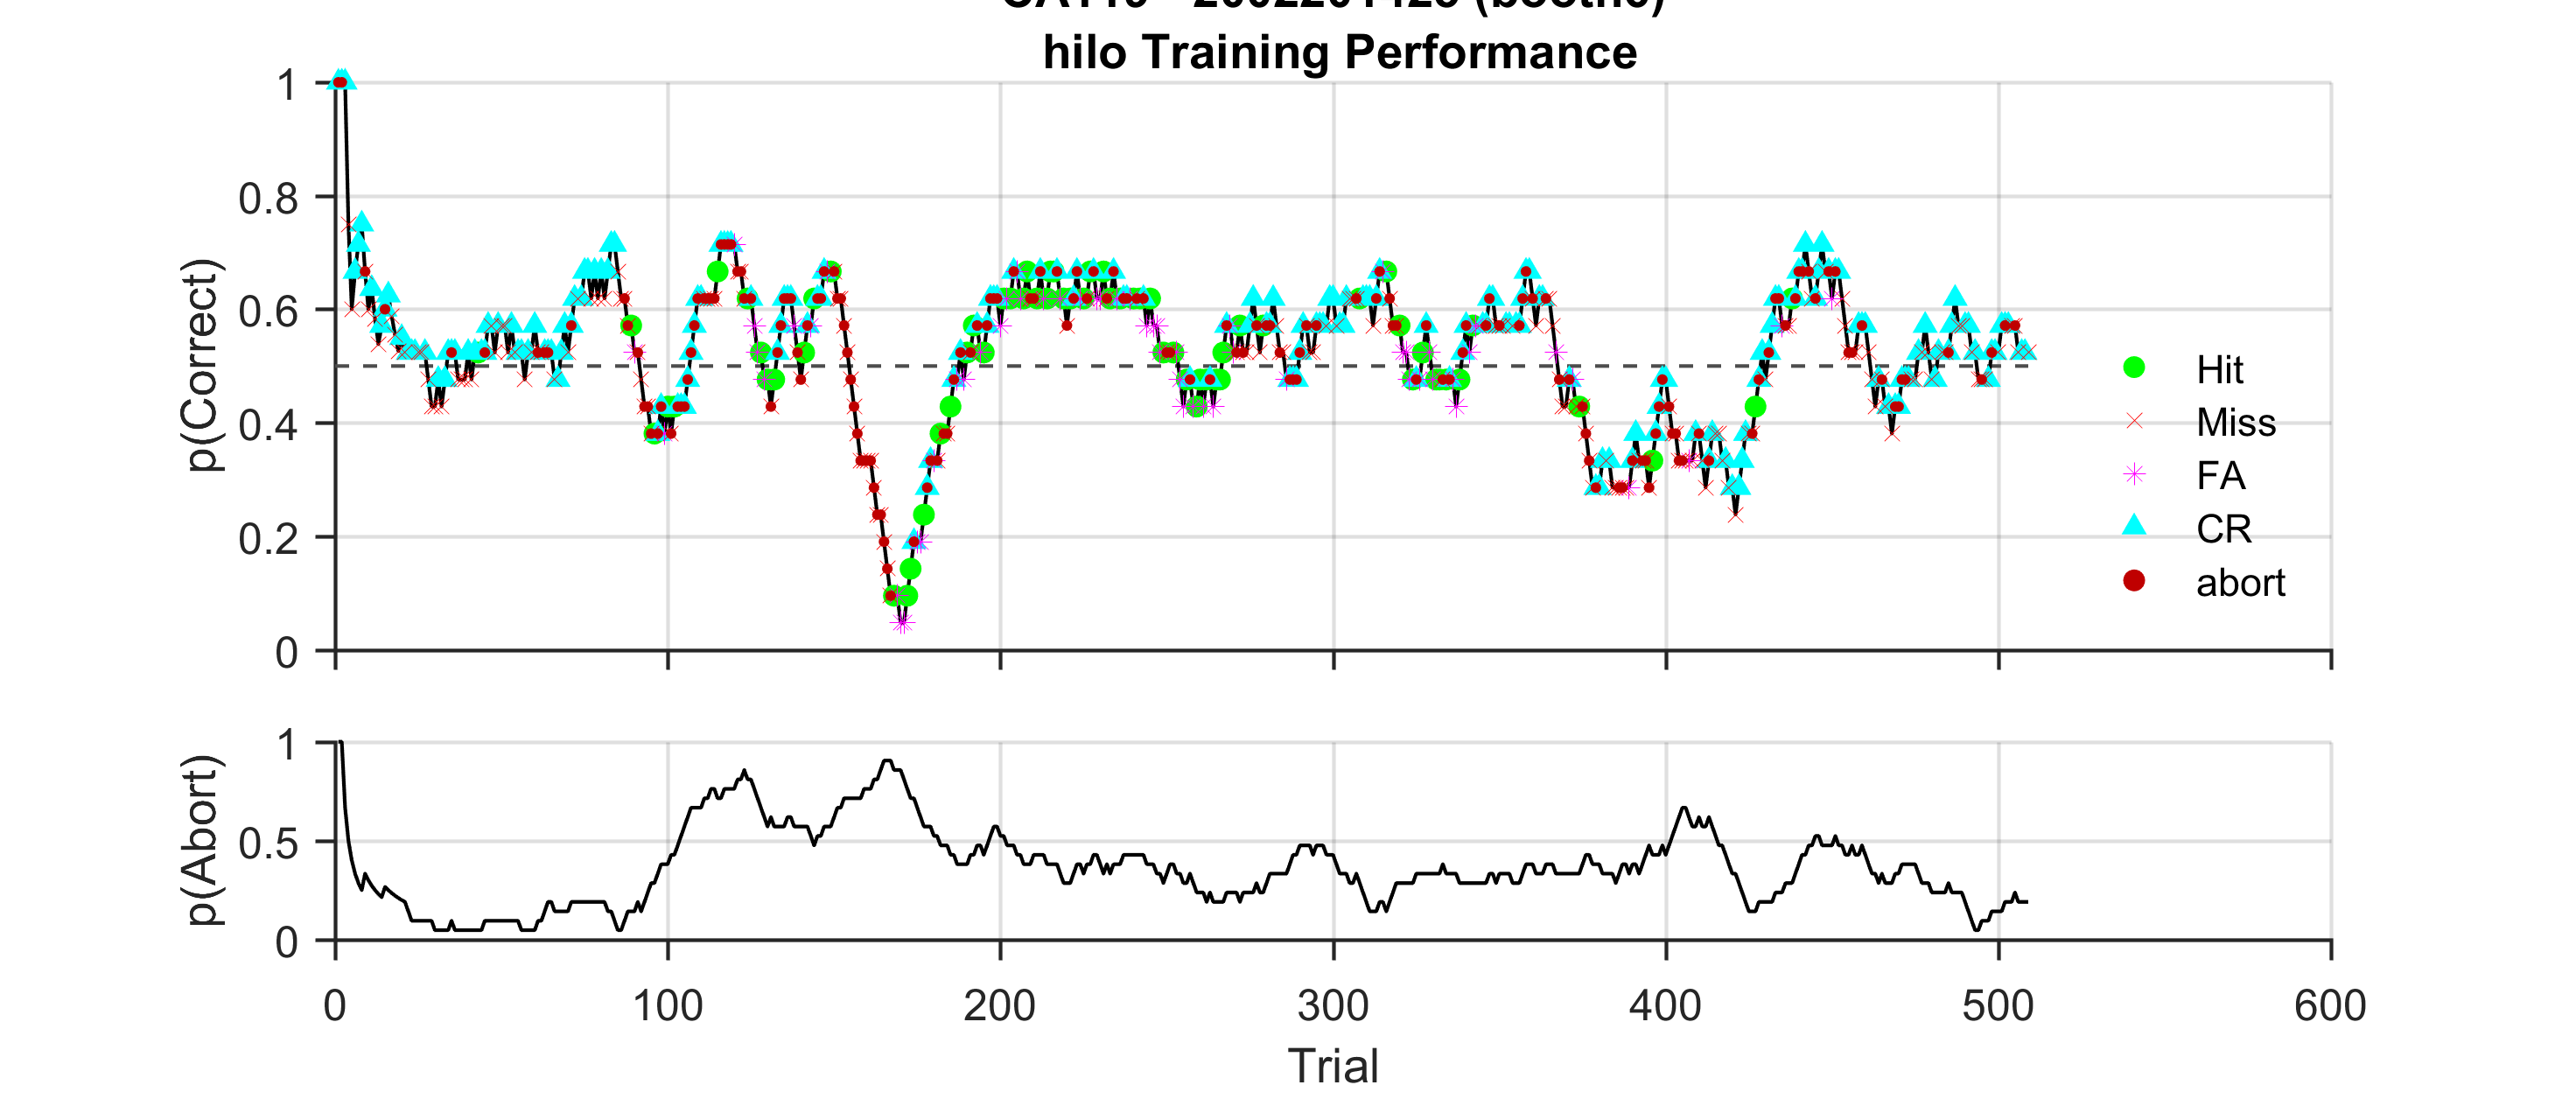 hilo Training Performance
1
0.8
0.6
0.4
0.2
0
p(Correct)
Hit
Miss
FA
CR
abort
1
0.5
0
p(Abort)
0 100 200 300 400 500 600
Trial